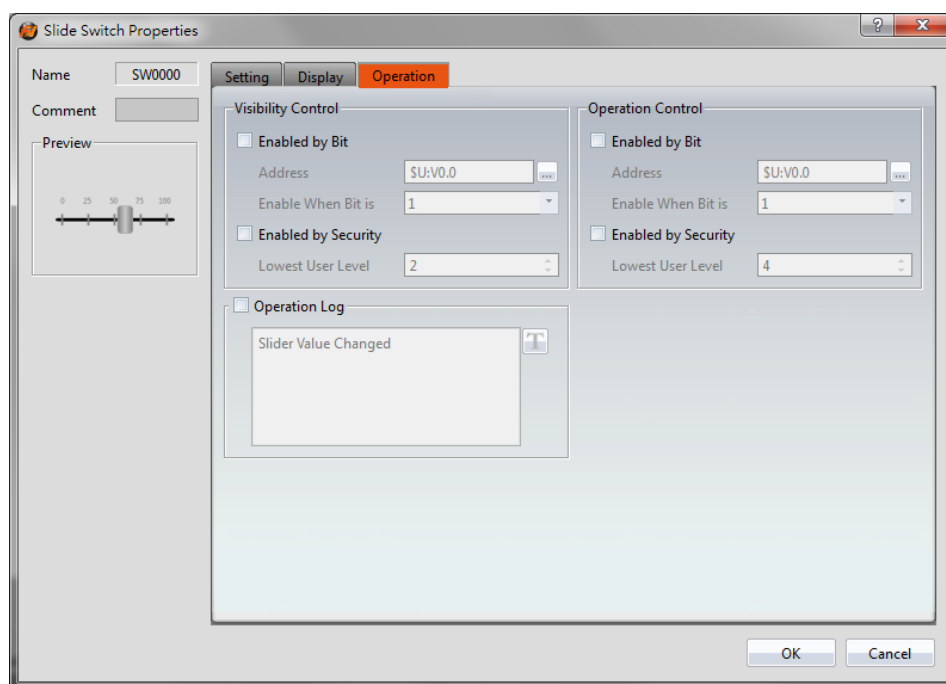 Slide Switch Properties
Name SW0000
Comment
Preview
0 25 50 75 100
Setting Display Operation
Visibility Control
Enabled by Bit
Address $U:V0.0 ...
Enable When Bit is 1
Enabled by Security
Lowest User Level 2
Operation Control
Enabled by Bit
Address $U:V0.0 ...
Enable When Bit is 1
Enabled by Security
Lowest User Level 4
Operation Log
Slider Value Changed
T
OK Cancel